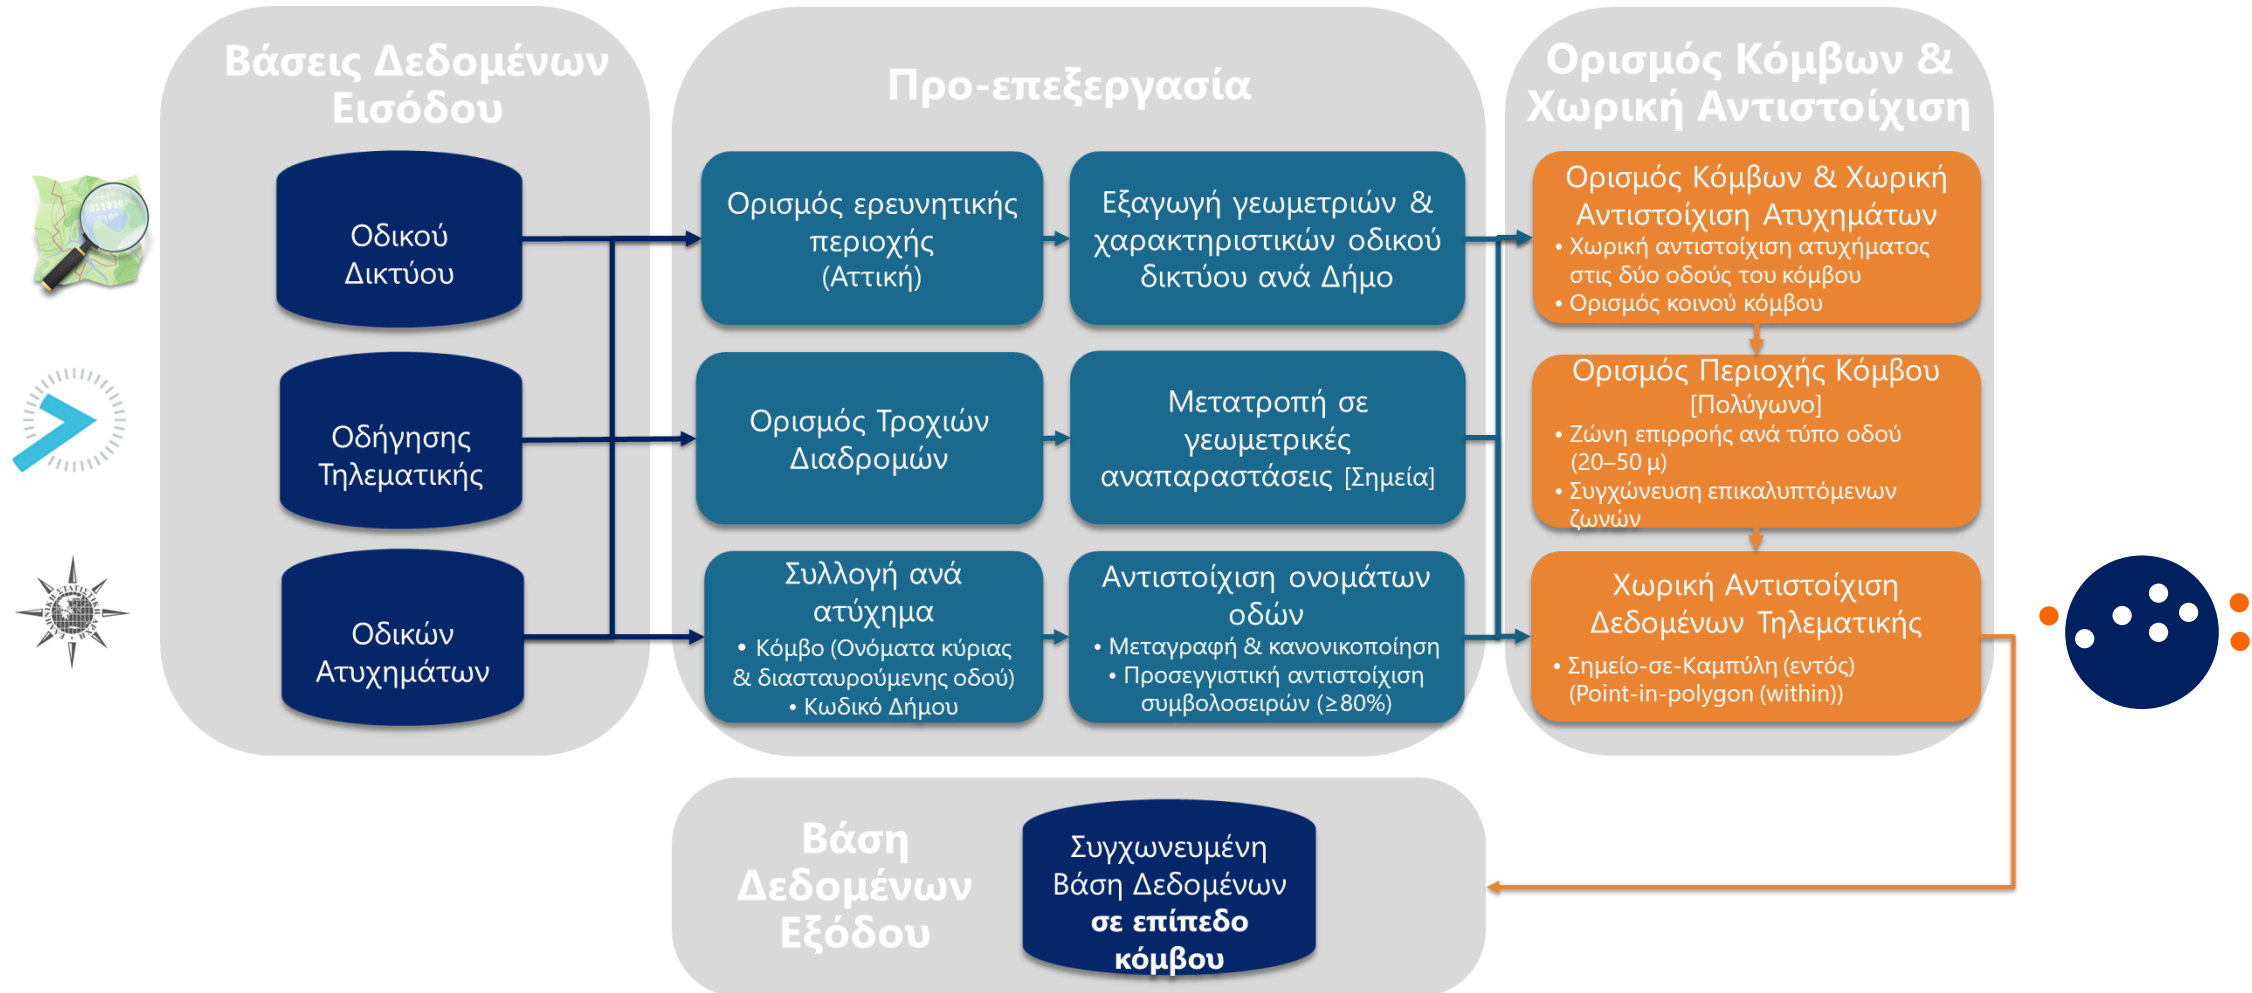 Βάσεις Δεδομένων
Εισόδου
Οδικού
Δικτύου
Οδήγησης
Τηλεματικής
Οδικών
Ατυχημάτων
Προ-επεξεργασία
Ορισμός ερευνητικής
περιοχής
(Αττική)
Εξαγωγή γεωμετριών &
χαρακτηριστικών οδικού
δικτύου ανά Δήμο
Ορισμός Τροχιών
Διαδρομών
Μετατροπή σε
γεωμετρικές
αναπαραστάσεις [Σημεία]
Συλλογή ανά
ατύχημα
• Κόμβο (Ονόματα κύριας
& διασταυρούμενης οδού)
• Κωδικό Δήμου
Αντιστοίχιση ονομάτων
οδών
• Μεταγραφή & κανονικοποίηση
• Προσεγγιστική αντιστοίχιση
συμβολοσειρών (≥80%)
Ορισμός Κόμβων &
Χωρική Αντιστοίχιση
Ορισμός Κόμβων & Χωρική
Αντιστοίχιση Ατυχημάτων
• Χωρική αντιστοίχιση ατυχήματος
στις δύο οδούς του κόμβου
• Ορισμός κοινού κόμβου
Ορισμός Περιοχής Κόμβου
[Πολύγωνο]
• Ζώνη επιρροής ανά τύπο οδού
(20–50 μ)
• Συγχώνευση επικαλυπτόμενων
ζωνών
Χωρική Αντιστοίχιση
Δεδομένων Τηλεματικής
• Σημείο-σε-Καμπύλη (εντός)
(Point-in-polygon (within))
Βάση
Δεδομένων
Εξόδου
Συγχωνευμένη
Βάση Δεδομένων
σε επίπεδο
κόμβου